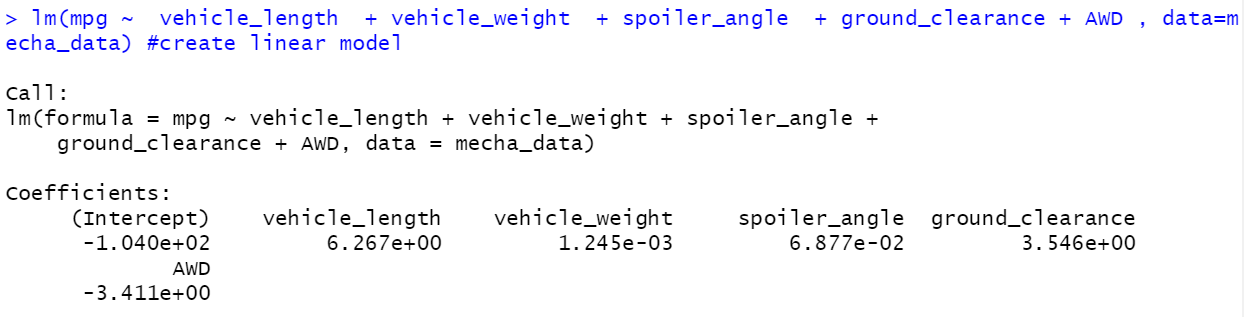 > lm(mpg ~  vehicle_length  + vehicle_weight  + spoiler_angle  + ground_clearance + AWD , data=m
echa_data) #create linear model

Call:
lm(formula = mpg ~ vehicle_length + vehicle_weight + spoiler_angle + 
    ground_clearance + AWD, data = mecha_data)

Coefficients:
     (Intercept)    vehicle_length    vehicle_weight     spoiler_angle  ground_clearance
      -1.040e+02         6.267e+00         1.245e-03         6.877e-02         3.546e+00
             AWD
      -3.411e+00